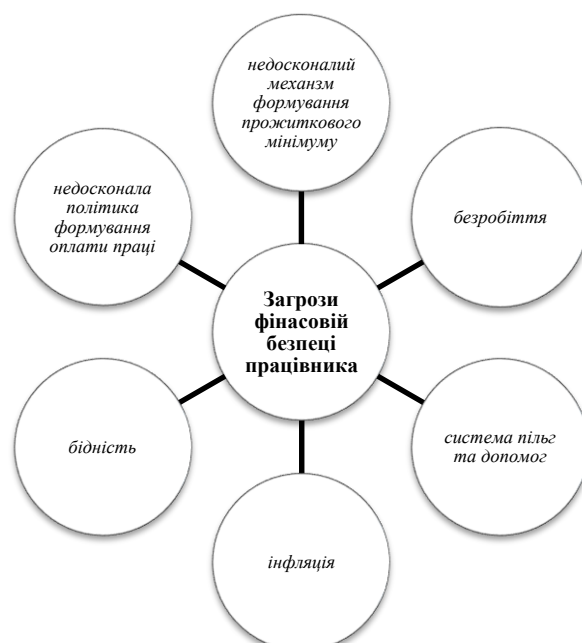 недосконалий
механзм
формування
прожиткового
мінімуму
безробіття
система пільг
та допомог
інфляція
бідність
недосконала
політика
формування
оплати праці
Загрози
фінасовій
безпеці
працівника